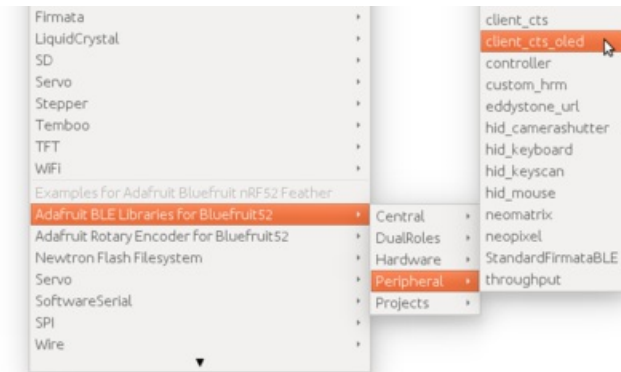 Firmata
LiquidCrystal
SD
Servo
Stepper
Temboo
TFT
WiFi
Examples for Adafruit Bluefruit nRF52 Feather
Adafruit BLE Libraries for Bluefruit52
Adafruit Rotary Encoder for Bluefruit52
Newtron Flash Filesystem
Servo
SoftwareSerial
SPI
Wire
Central
DualRoles
Hardware
Peripheral
Projects
client_cts
client_cts_oled
controller
custom_hrm
eddystone_url
hid_camerashutter
hid_keyboard
hid_keyscan
hid_mouse
neomatrix
neopixel
StandardFirmataBLE
throughput